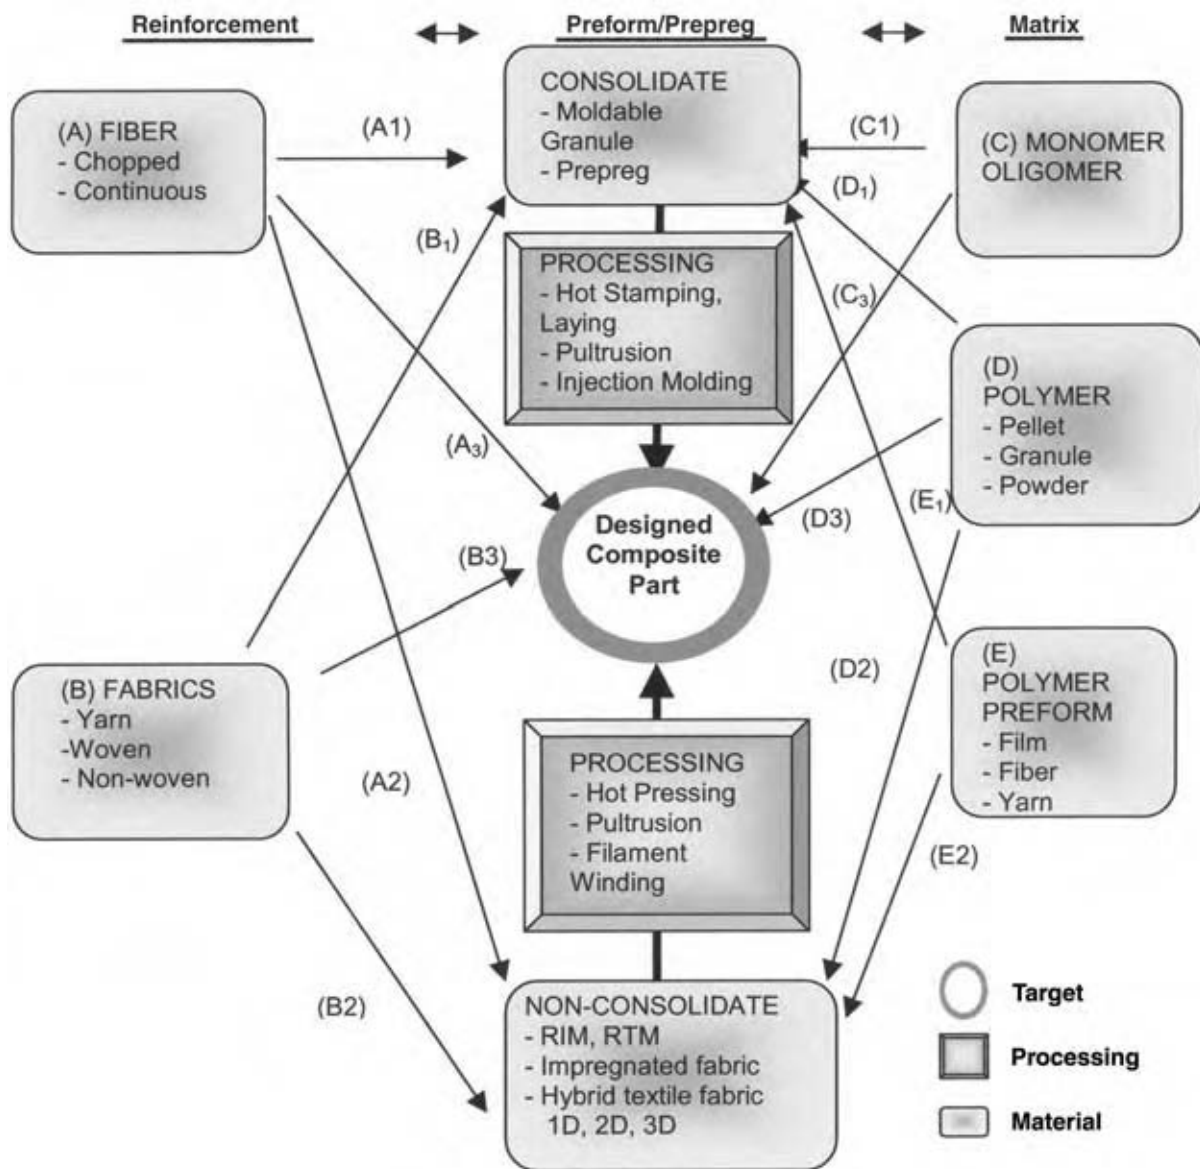 Reinforcement
Preform/Prepreg
Matrix
(A) FIBER
- Chopped
- Continuous
(A1)
CONSOLIDATE
- Moldable
Granule
- Prepreg
(C1)
(C) MONOMER
OLIGOMER
(D₁)
(B₁)
PROCESSING
- Hot Stamping,
Laying
- Pultrusion
- Injection Molding
(C₃)
(D)
POLYMER
- Pellet
- Granule
- Powder
(A₃)
(E₁)
(D3)
Designed
Composite
Part
(B3)
(B) FABRICS
- Yarn
-Woven
- Non-woven
(D2)
(E)
POLYMER
PREFORM
- Film
- Fiber
- Yarn
(A2)
PROCESSING
- Hot Pressing
- Pultrusion
- Filament
Winding
(E2)
(B2)
NON-CONSOLIDATE
- RIM, RTM
- Impregnated fabric
- Hybrid textile fabric
1D, 2D, 3D
Target
Processing
Material